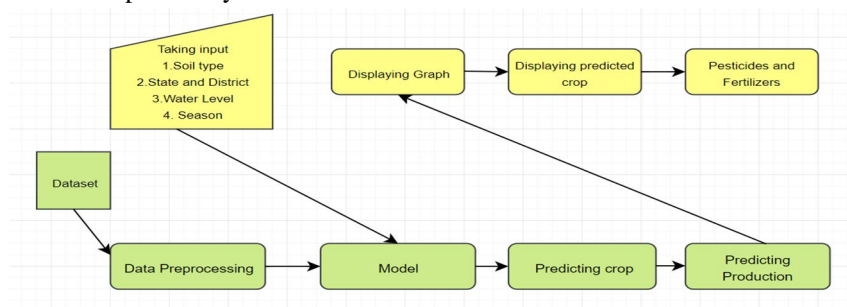 Taking input
1.Soil type
2.State and District
3.Water Level
4. Season
Displaying Graph
Displaying predicted
crop
Pesticides and
Fertilizers
Dataset
Data Preprocessing
Model
Predicting crop
Predicting
Production